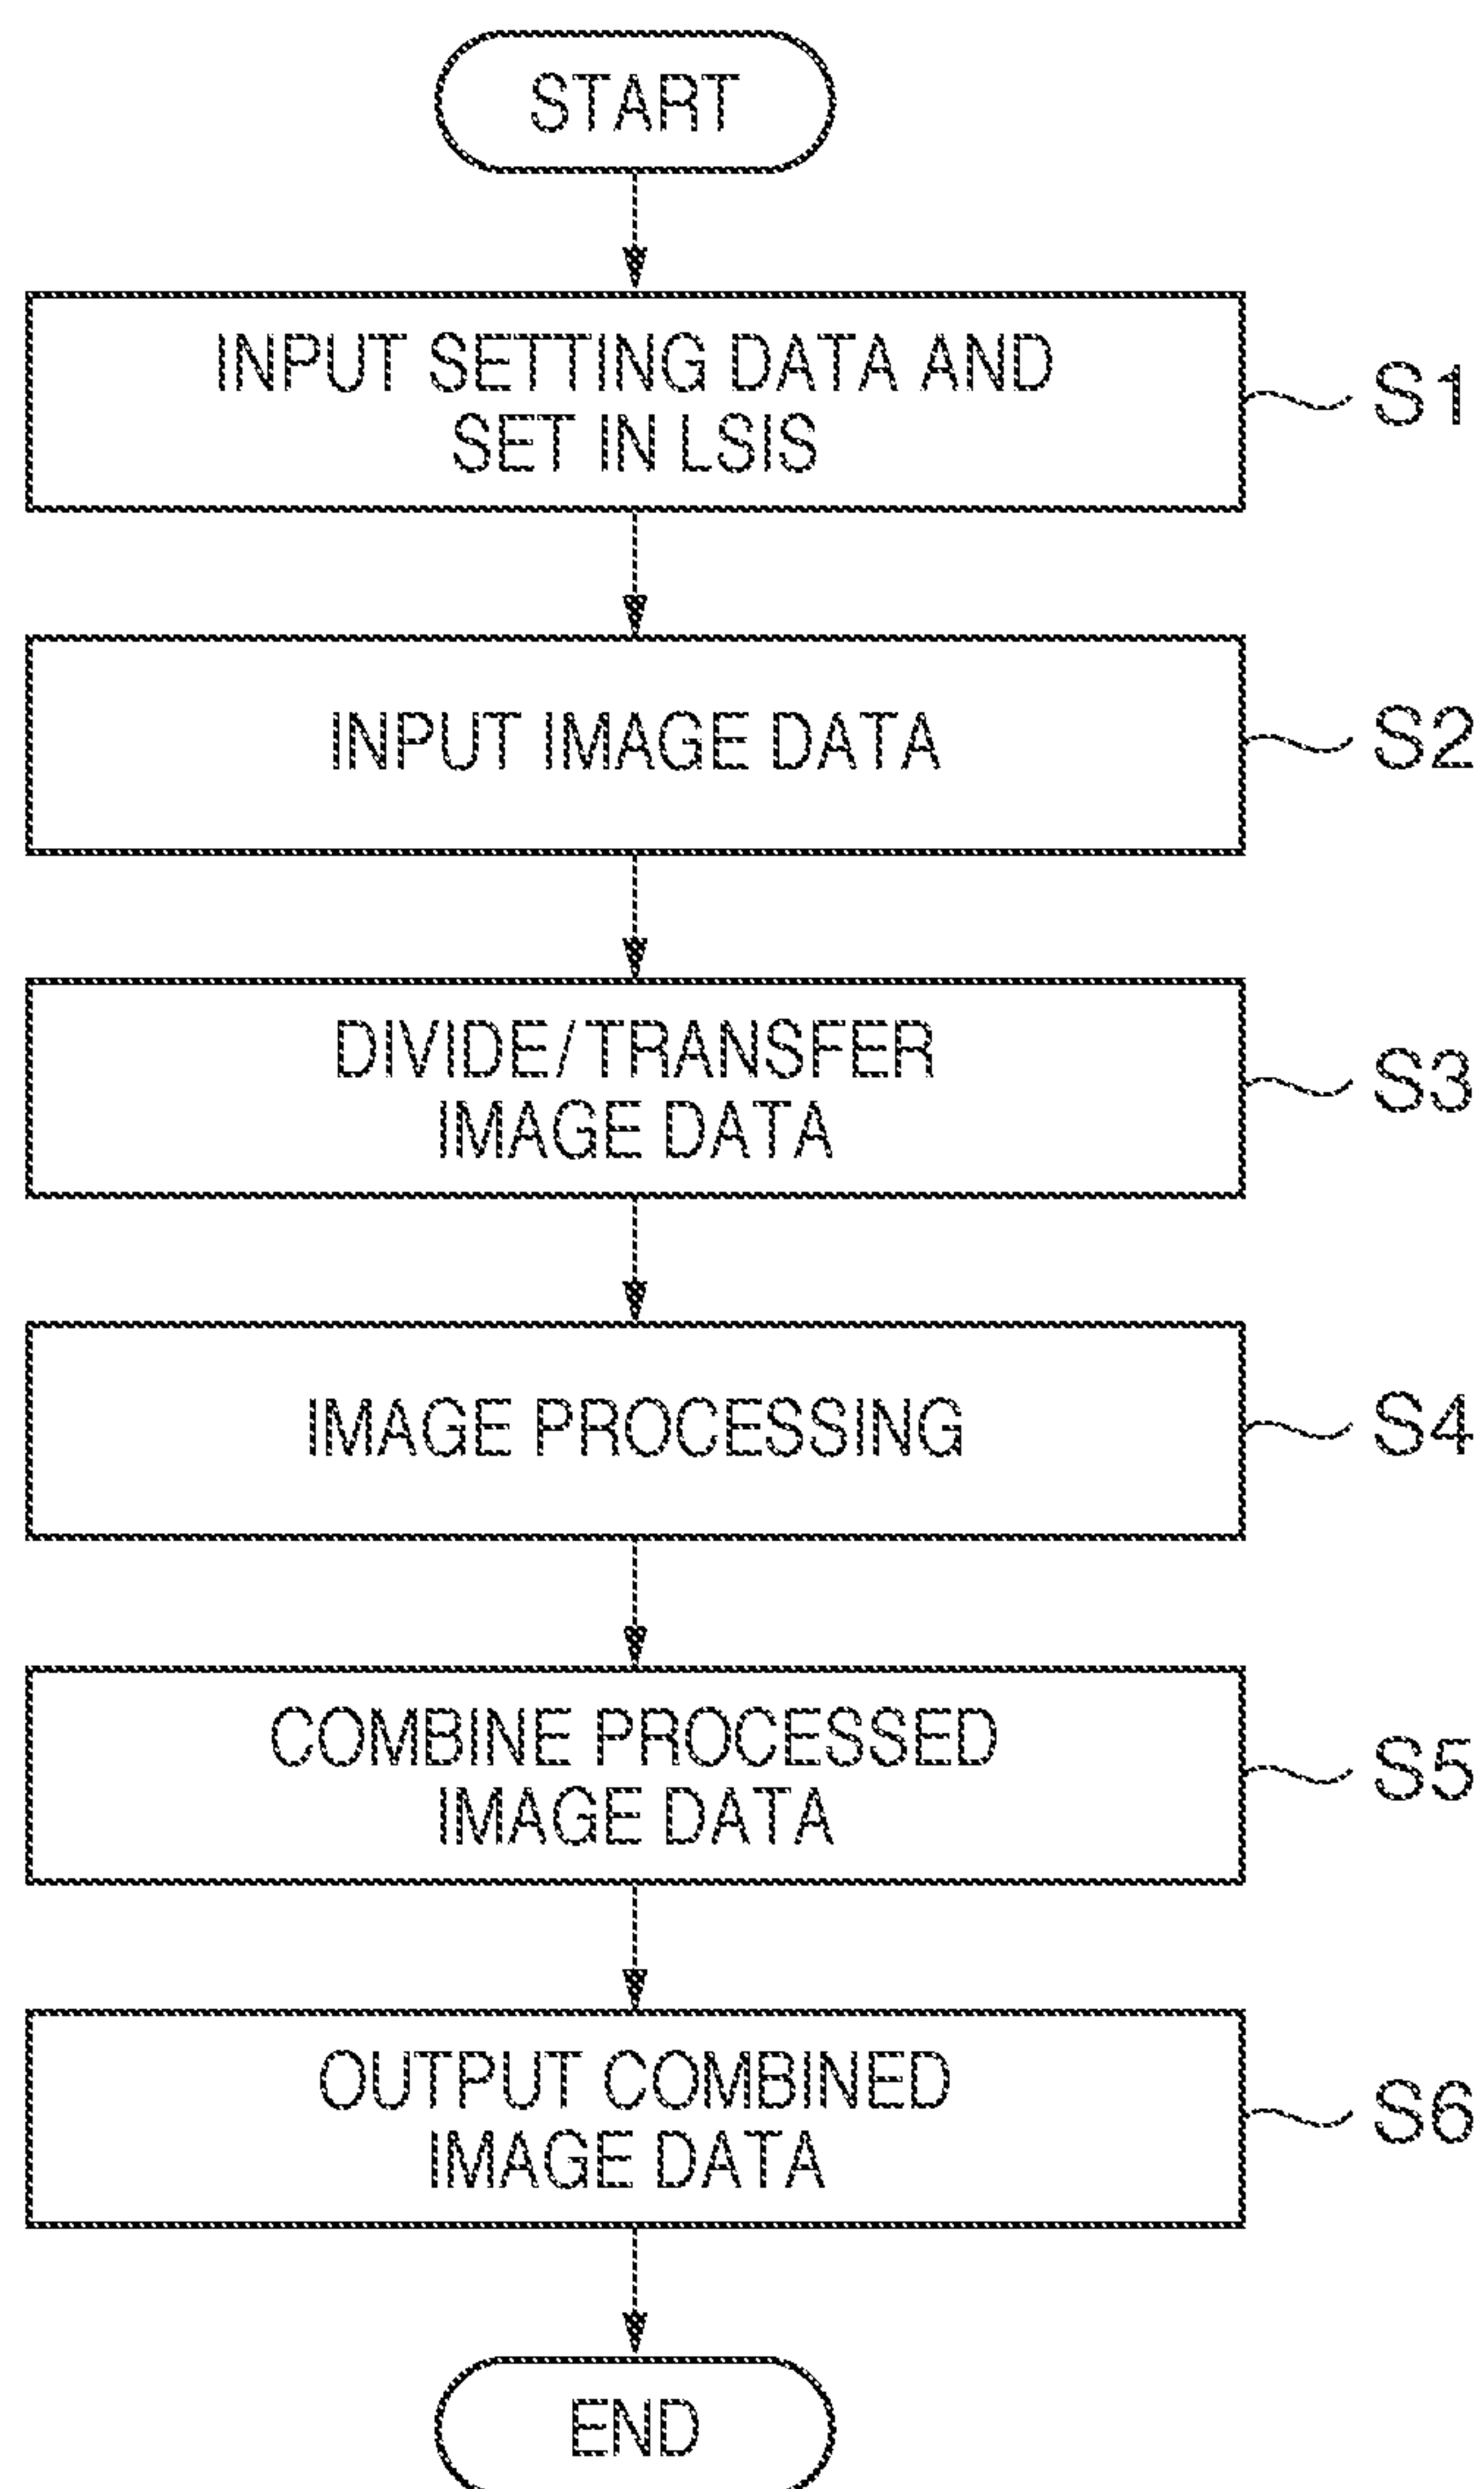 START
INPUT SETTING DATA AND
SET IN LSIS
S1
INPUT IMAGE DATA
S2
DIVIDE/TRANSFER
IMAGE DATA
S3
IMAGE PROCESSING
S4
COMBINE PROCESSED
IMAGE DATA
S5
OUTPUT COMBINED
IMAGE DATA
S6
END